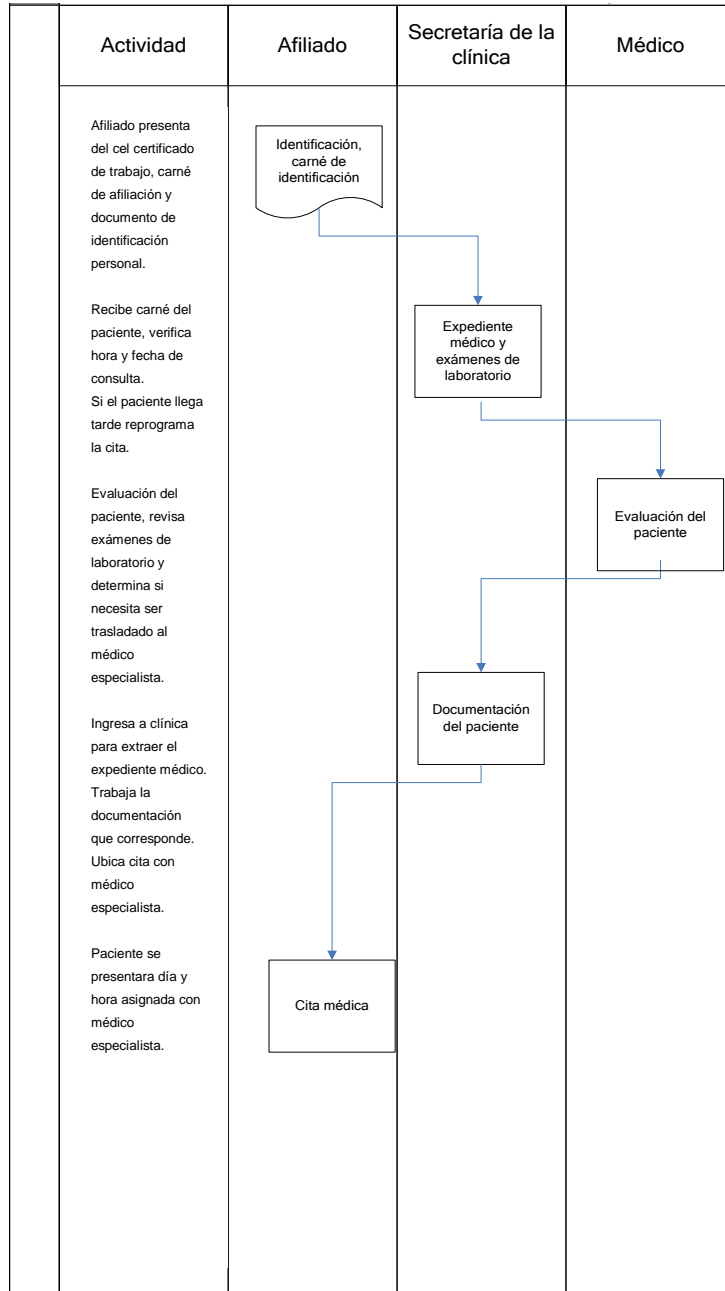 Actividad
Afiliado
Secretaría de la
clínica
Médico
Afiliado presenta
del cel certificado
de trabajo, carné
de afiliación y
documento de
identificación
personal.
Identificación,
carné de
identificación
Recibe carné del
paciente, verifica
hora y fecha de
consulta.
Si el paciente llega
tarde reprograma
la cita.
Expediente
médico y
exámenes de
laboratorio
Evaluación del
paciente, revisa
exámenes de
laboratorio y
determina si
necesita ser
trasladado al
médico
especialista.
Evaluación del
paciente
Ingresa a clínica
para extraer el
expediente médico.
Trabaja la
documentación
que corresponde.
Ubica cita con
médico
especialista.
Documentación
del paciente
Paciente se
presentara día y
hora asignada con
médico
especialista.
Cita médica